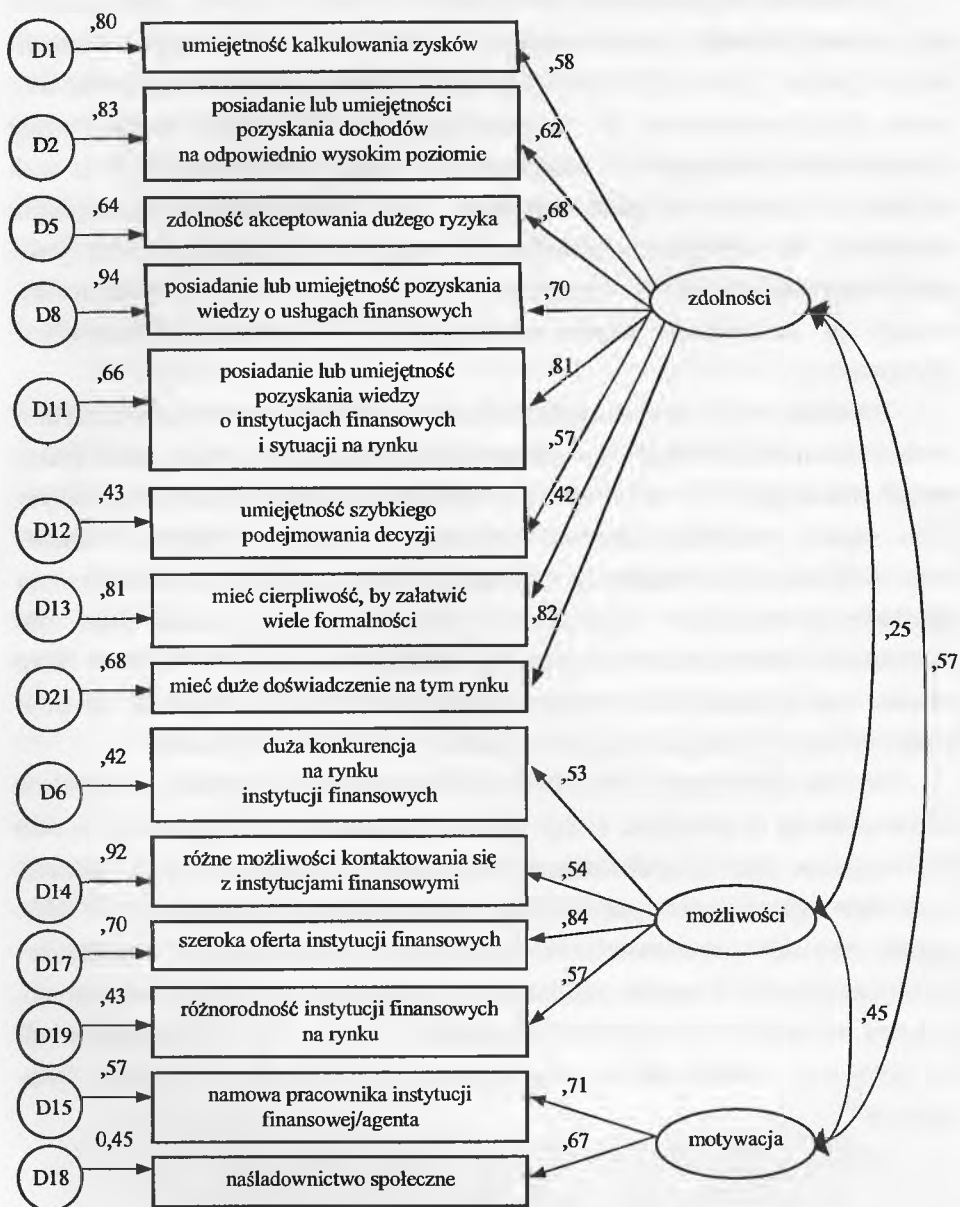 ,80
D1
umiejętność kalkulowania zysków
,58
,83
D2
posiadanie lub umiejętności
pozyskania dochodów
na odpowiednio wysokim poziomie
,62
,64
D5
zdolność akceptowania dużego ryzyka
,68
,94
D8
posiadanie lub umiejętność pozyskania
wiedzy o usługach finansowych
,70
zdolności
,66
D11
posiadanie lub umiejętność
pozyskania wiedzy
o instytucjach finansowych
i sytuacji na rynku
,81
,57
,43
D12
umiejętność szybkiego
podejmowania decyzji
,42
,81
D13
mieć cierpliwość, by załatwić
wiele formalności
,82
,25
,57
,68
D21
mieć duże doświadczenie na tym rynku
,42
D6
duża konkurencja
na rynku
instytucji finansowych
,53
,92
D14
różne możliwości kontaktowania się
z instytucjami finansowymi
,54
możliwości
,70
D17
szeroka oferta instytucji finansowych
,84
,43
D19
różnorodność instytucji finansowych
na rynku
,57
,45
,57
D15
namowa pracownika instytucji
finansowej/agenta
,71
motywacja
0,45
D18
naśladownictwo społeczne
,67